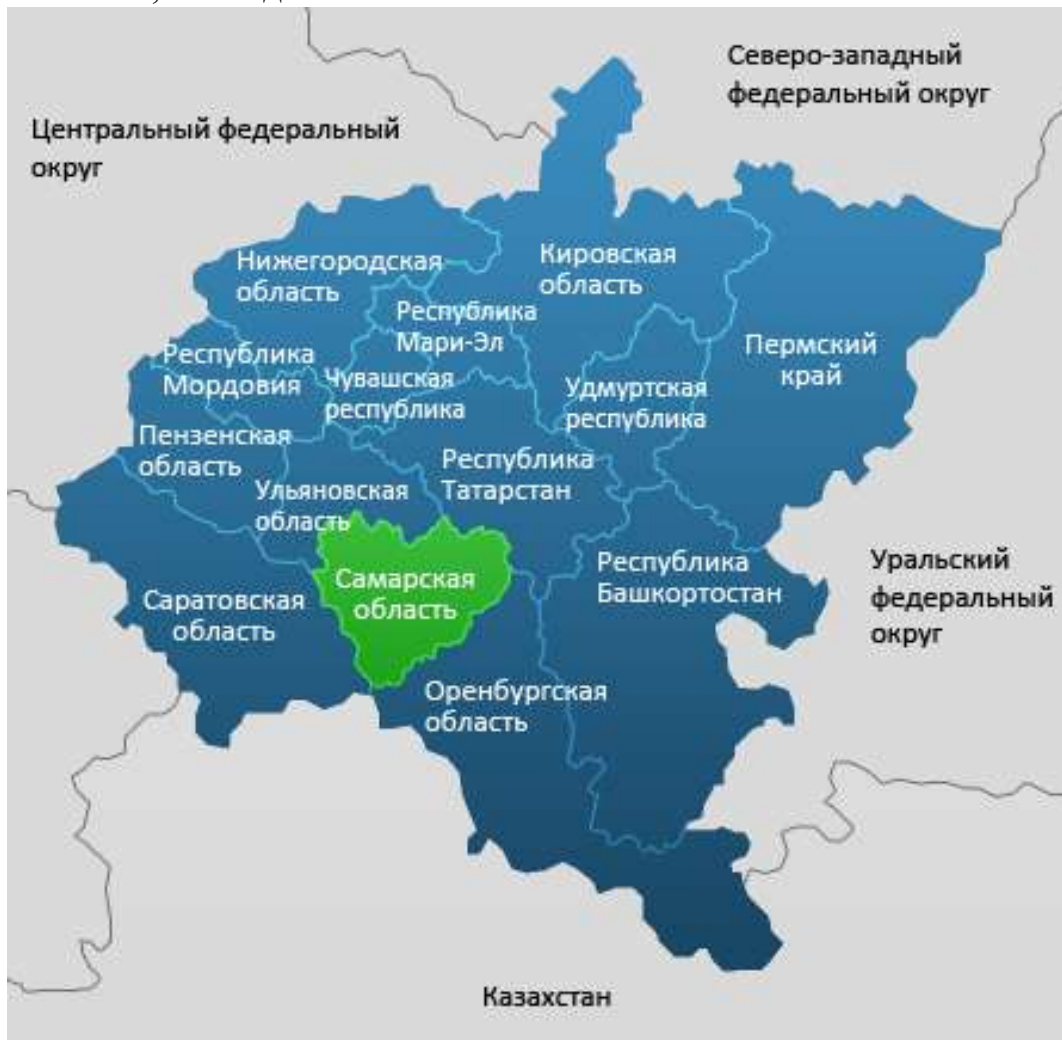 Северо-западный
федеральный округ
Центральный федеральный
округ
Нижегородская
область
Кировская
область
Республика
Мари-Эл
Республика
Мордовия
Чувашская
республика
Удмуртская
республика
Пермский
край
Пензенская
область
Республика
Татарстан
Ульяновская
область
Самарская
область
Республика
Башкортостан
Уральский
федеральный
округ
Саратовская
область
Оренбургская
область
Казахстан